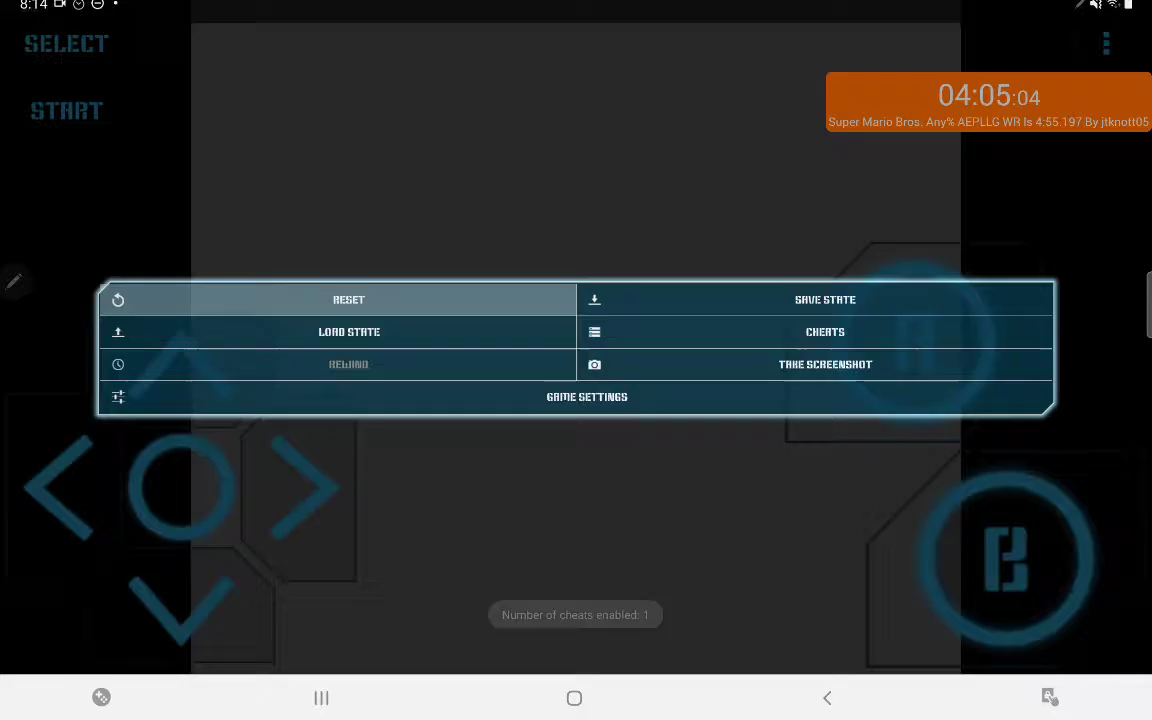 8:14
SELECT
START
04:05:04
Super Mario Bros. Any% AEPLLG WR Is 4:55.197 By jtknott05
RESET
SAVE STATE
LOAD STATE
CHEATS
REWIND
TAKE SCREENSHOT
GAME SETTINGS
B
Number of cheats enabled: 1